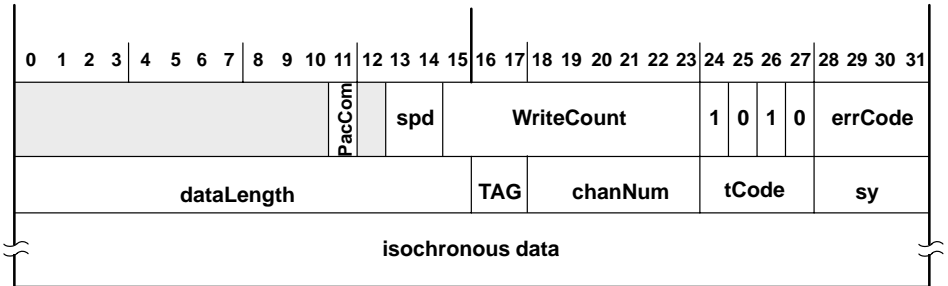 0 1 2 3 4 5 6 7 8 9 10 11 12 13 14 15 16 17 18 19 20 21 22 23 24 25 26 27 28 29 30 31
PacCom spd WriteCount 1 0 1 0 errCode
dataLength TAG chanNum tCode sy
isochronous data